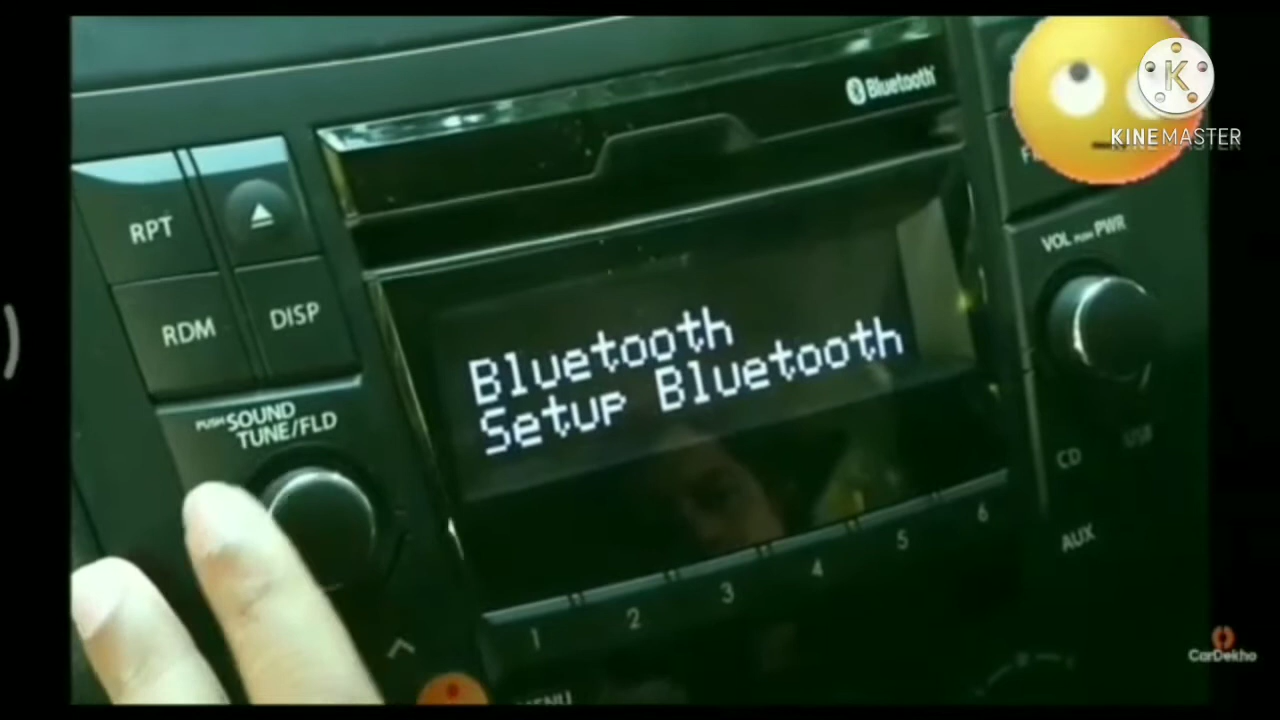 Bluetooth
KINEMASTER
RPT
VOL PUSH PWR
RDM
DISP
Bluetooth
Setup Bluetooth
PUSH SOUND
TUNE/FLD
CD
USB
AUX
1 2 3 4 5 6
CarDekho